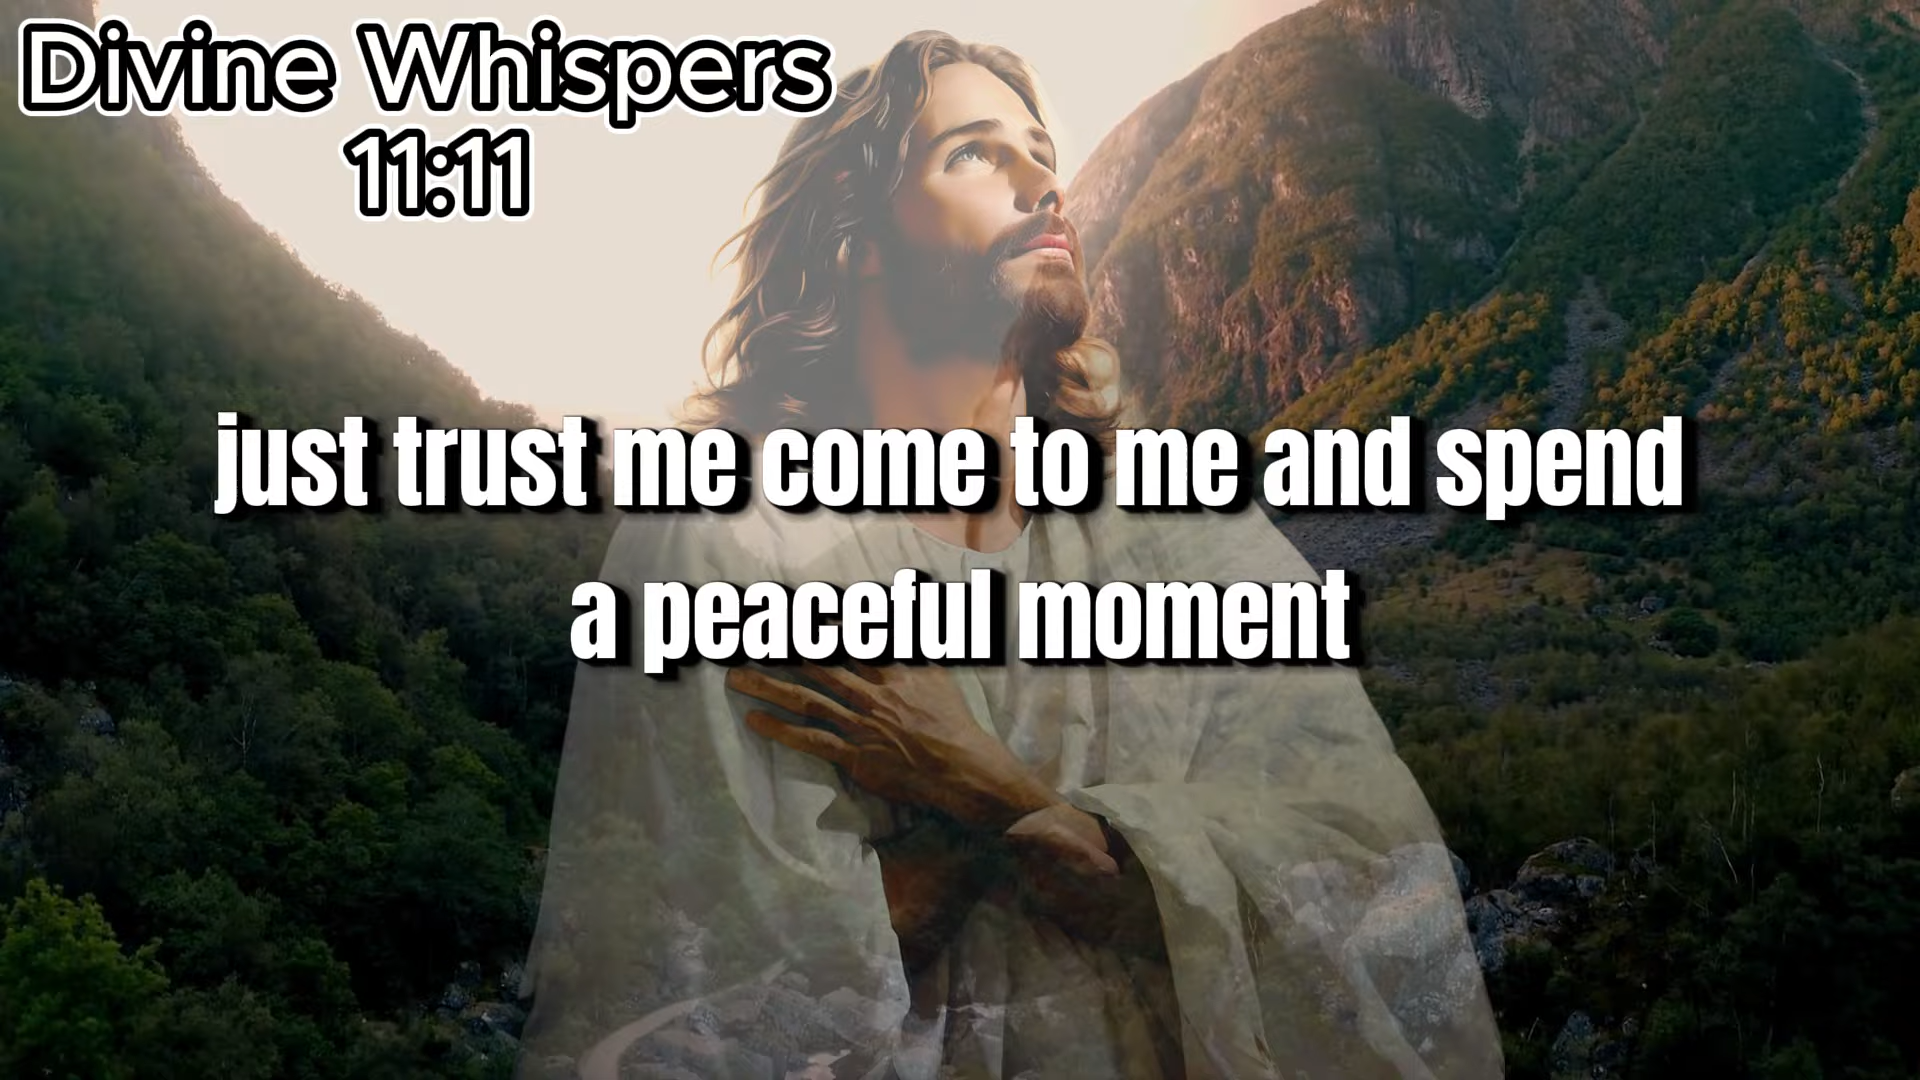 Divine Whispers
11:11
just trust me come to me and spend
a peaceful moment